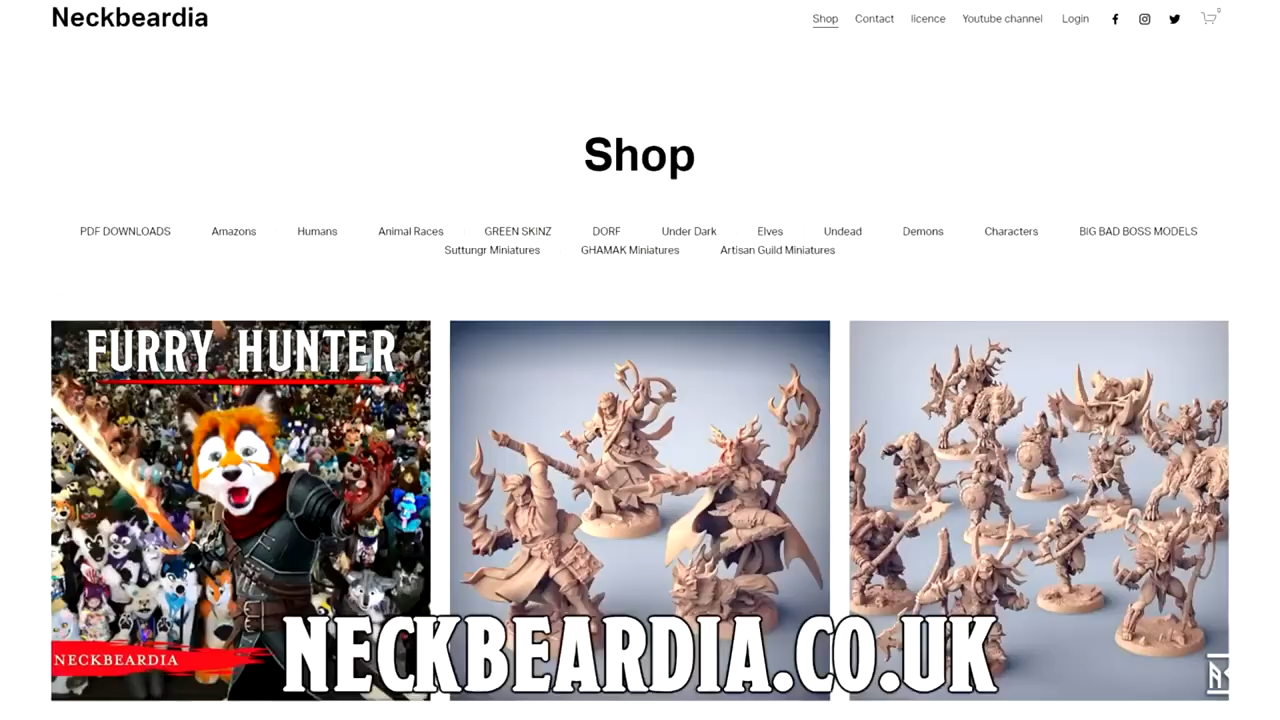 Neckbeardia
Shop Contact licence Youtube channel Login 0
Shop
PDF DOWNLOADS Amazons Humans Animal Races GREEN SKINZ DORF Under Dark Elves Undead Demons Characters BIG BAD BOSS MODELS
Suttungr Miniatures GHAMAK Miniatures Artisan Guild Miniatures
FURRY HUNTER
NECKBEARDIA
NECKBEARDIA.CO.UK